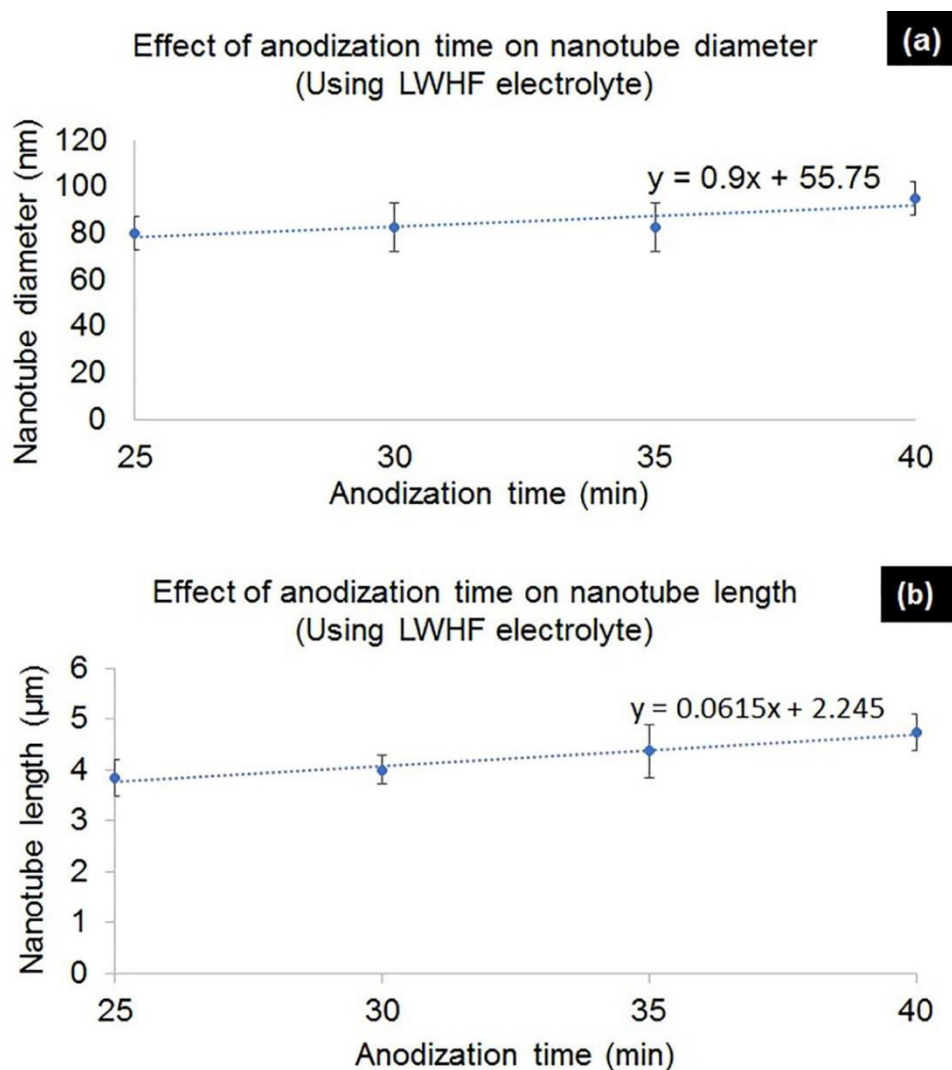 Effect of anodization time on nanotube diameter
(Using LWHF electrolyte)
(a)
Nanotube diameter (nm)
120
100
80
60
40
20
0
y = 0.9x + 55.75
25 30 35 40
Anodization time (min)
Effect of anodization time on nanotube length
(Using LWHF electrolyte)
(b)
Nanotube length (µm)
6
5
4
3
2
1
0
y = 0.0615x + 2.245
25 30 35 40
Anodization time (min)